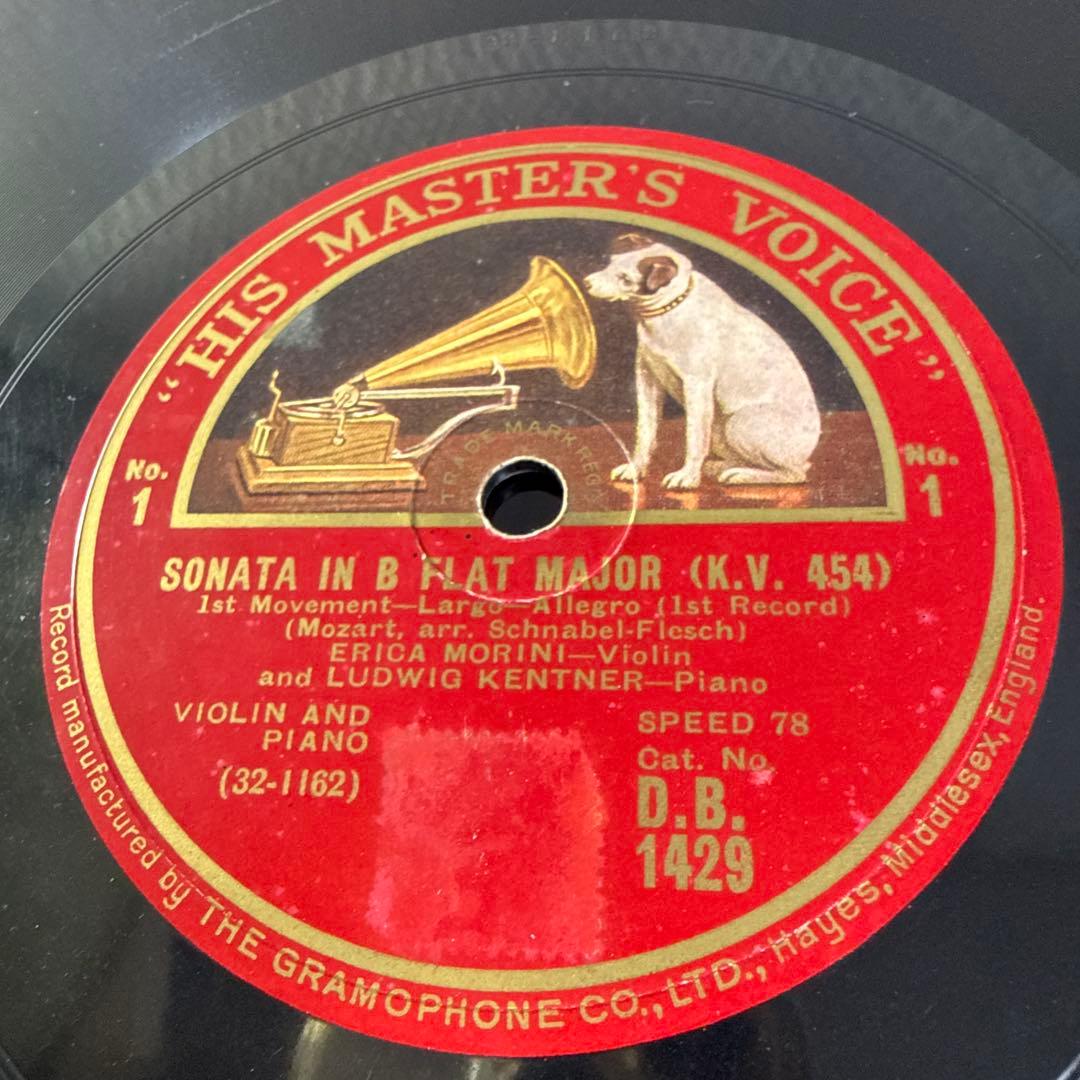 “HIS MASTER'S VOICE”
TRADE MARK REGD
No.
1
No.
1
SONATA IN B FLAT MAJOR (K.V. 454)
1st Movement—Largo—Allegro (1st Record)
(Mozart, arr. Schnabel-Flesch)
ERICA MORINI—Violin
and LUDWIG KENTNER—Piano
VIOLIN AND
PIANO
(32-1162)
SPEED 78
Cat. No.
D.B.
1429
Record manufactured by THE GRAMOPHONE CO., LTD., Hayes, Middlesex, England.